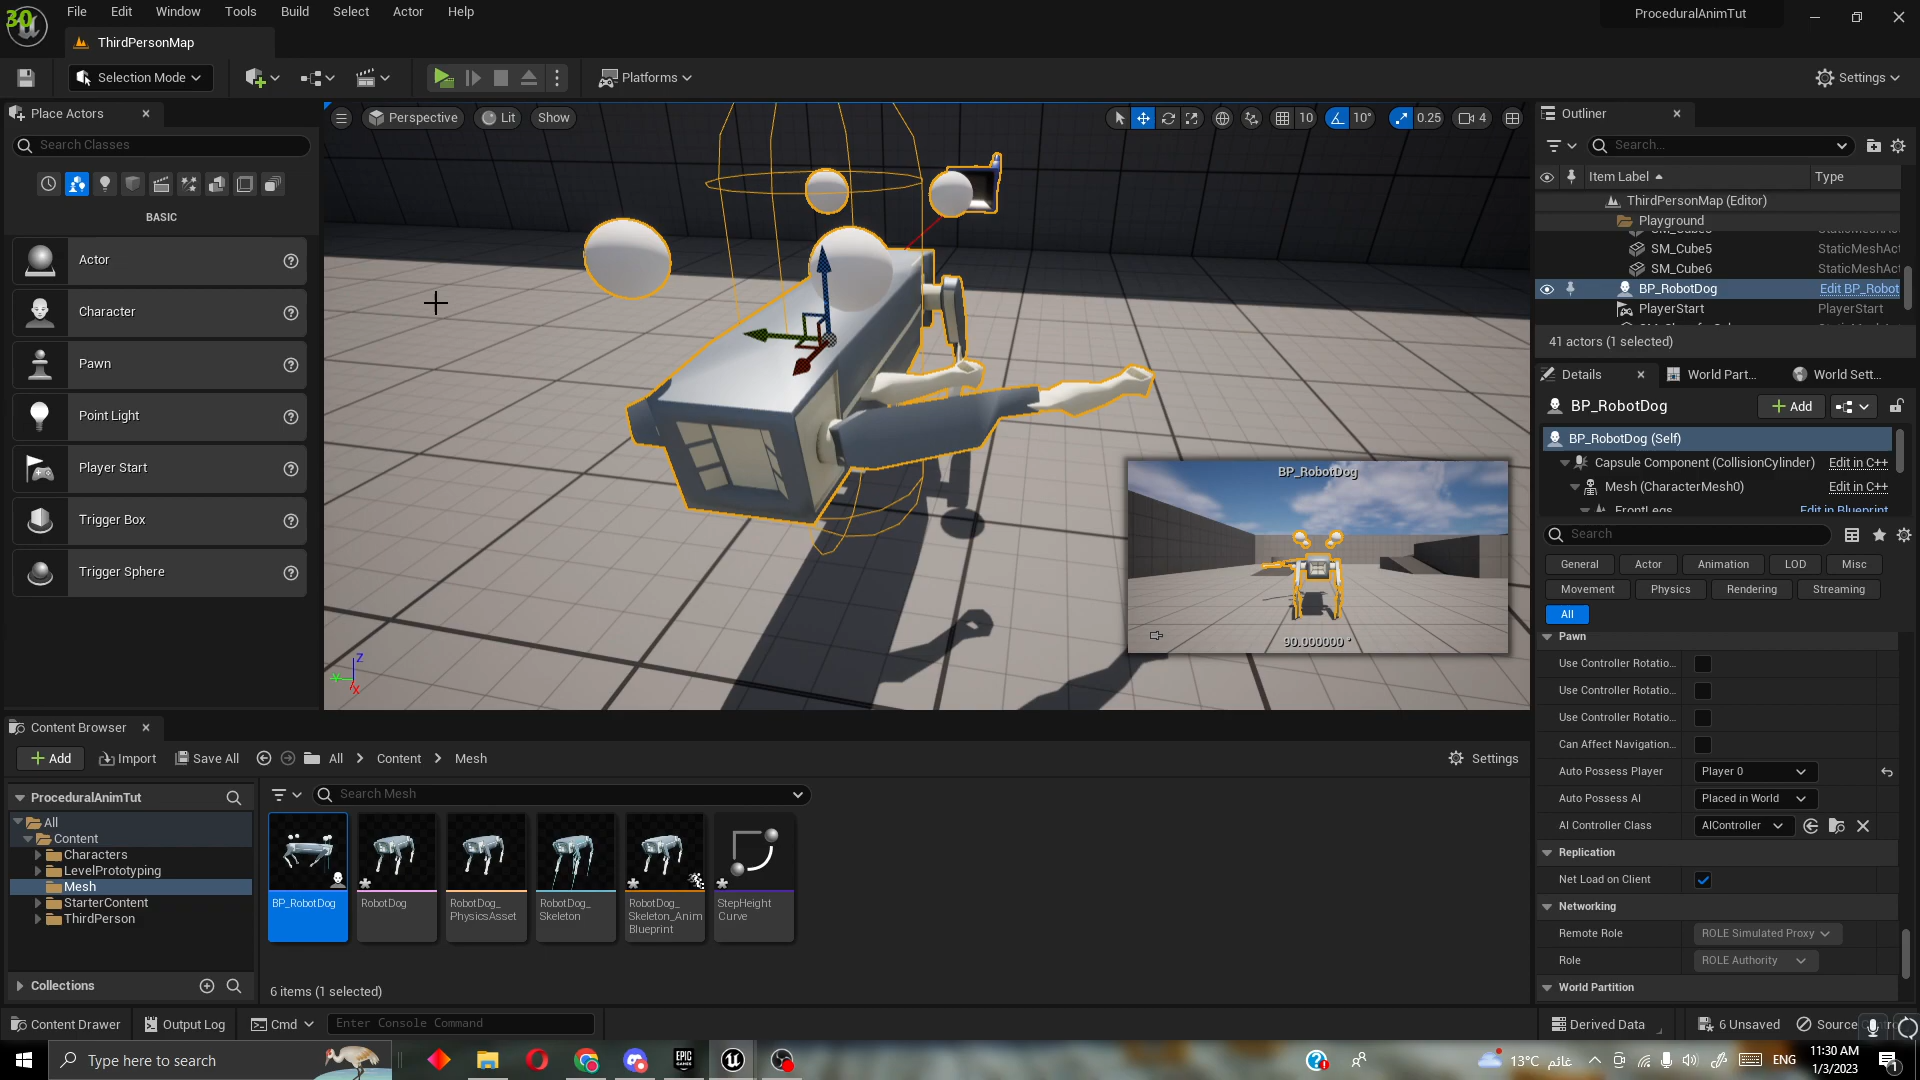 30
File Edit Window Tools Build Select Actor Help
ProceduralAnimTut
ThirdPersonMap
Selection Mode
Platforms
Settings
Place Actors
Search Classes
BASIC
Actor
Character
Pawn
Point Light
Player Start
Trigger Box
Trigger Sphere
Perspective Lit Show
10 10° 0.25 4
BP_RobotDog
90.000000 °
Z
Y
X
Outliner
Search...
Item Label Type
ThirdPersonMap (Editor)
Playground
SM_Cube5 StaticMeshAct
SM_Cube6 StaticMeshAct
BP_RobotDog Edit BP_Robot
PlayerStart PlayerStart
41 actors (1 selected)
Details World Part... World Sett...
BP_RobotDog Add
BP_RobotDog (Self)
Capsule Component (CollisionCylinder) Edit in C++
Mesh (CharacterMesh0) Edit in C++
FrontLegs Edit in Blueprint
Search
General Actor Animation LOD Misc
Movement Physics Rendering Streaming
All
Pawn
Use Controller Rotatio...
Use Controller Rotatio...
Use Controller Rotatio...
Can Affect Navigation...
Auto Possess Player Player 0
Auto Possess AI Placed in World
AI Controller Class AIController
Replication
Net Load on Client
Networking
Remote Role ROLE Simulated Proxy
Role ROLE Authority
World Partition
Content Browser
Add Import Save All All Content Mesh Settings
ProceduralAnimTut
All
Content
Characters
LevelPrototyping
Mesh
StarterContent
ThirdPerson
Collections
Search Mesh
BP_RobotDog
RobotDog
RobotDog_
PhysicsAsset
RobotDog_
Skeleton
RobotDog_
Skeleton_Anim
Blueprint
StepHeight
Curve
6 items (1 selected)
Content Drawer Output Log Cmd Enter Console Command
Derived Data 6 Unsaved Source
Type here to search
EPIC
GAMES
13°C غائم
ENG
11:30 AM
1/3/2023
1